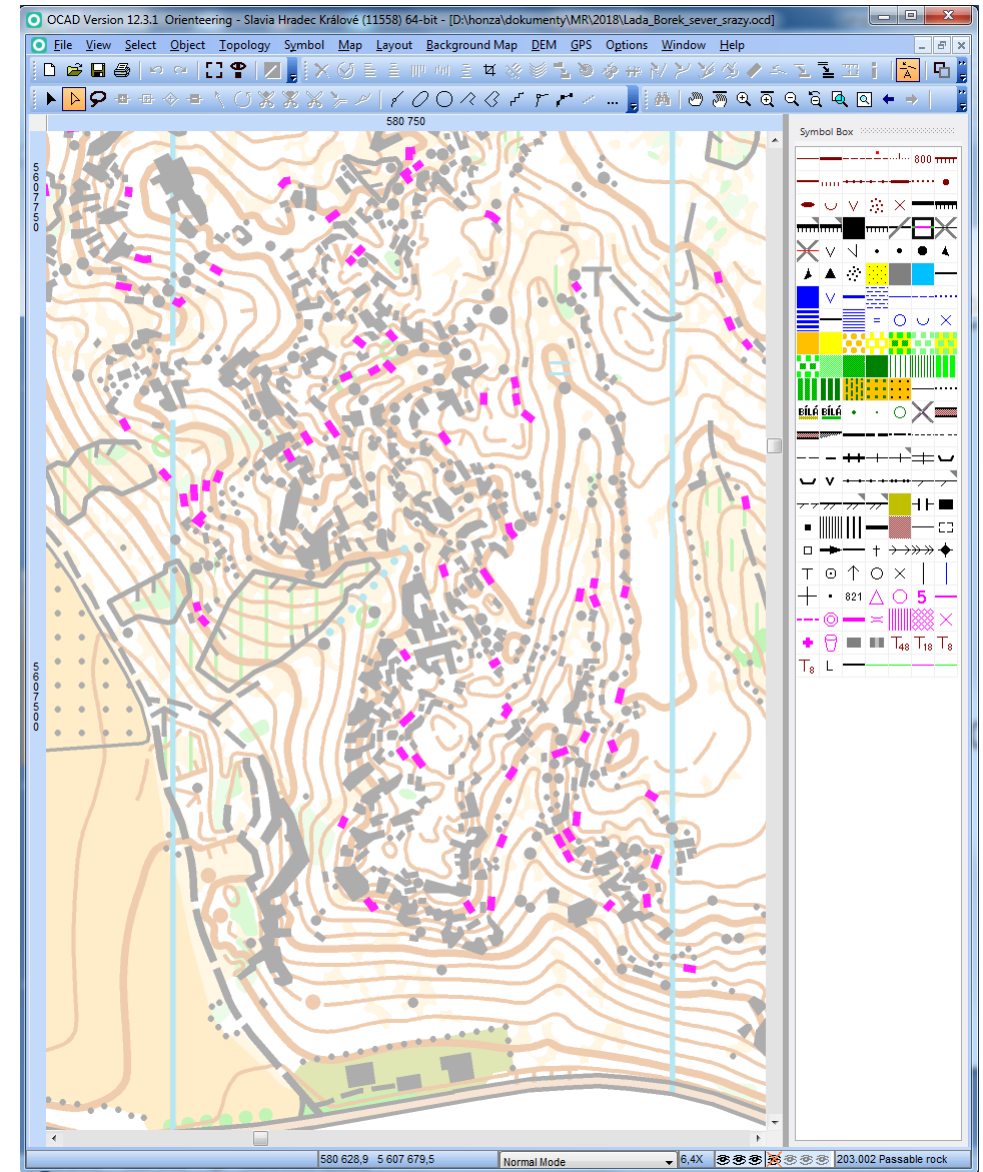 OCAD Version 12.3.1 Orienteering - Slavia Hradec Králové (11558) 64-bit - [D:\honza\dokumenty\MR\2018\Lada_Borek_sever_srazy.ocd]
File View Select Object Topology Symbol Map Layout Background Map DEM GPS Options Window Help
580 750
Symbol Box
5607750
800
BÍLÁ BÍLÁ
821
5
T48 T18 T8
T8 L
5607500
580 628,9 5 607 679,5 Normal Mode 6,4X 203.002 Passable rock